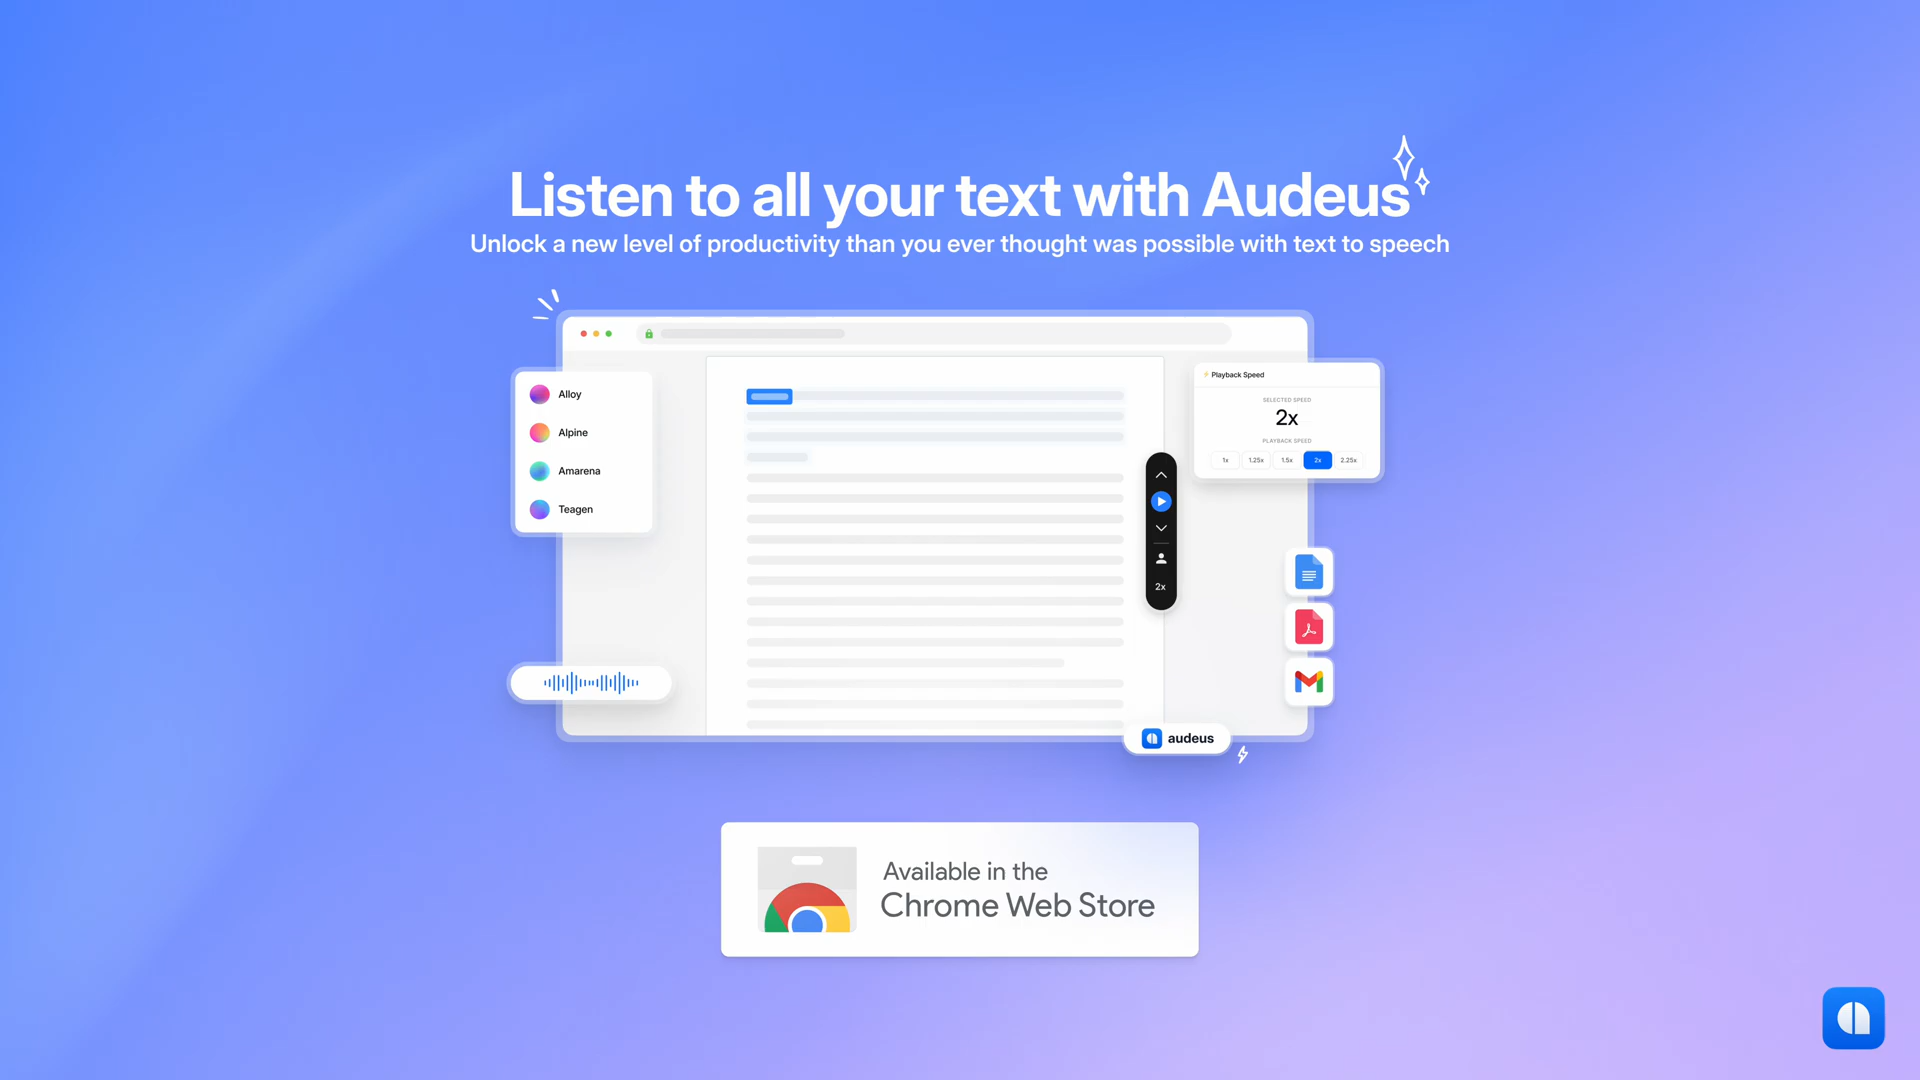 Listen to all your text with Audeus
Unlock a new level of productivity than you ever thought was possible with text to speech
Alloy
Alpine
Amarena
Teagen
Playback Speed
SELECTED SPEED
2x
PLAYBACK SPEED
1x 1.25x 1.5x 2x 2.25x
2x
audeus
Available in the
Chrome Web Store